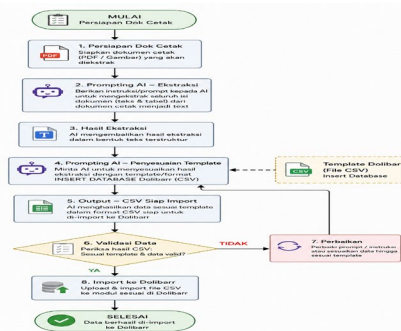 MULAI
Persiapan Dok Cetak
1. Persiapan Dok Cetak
Siapkan dokumen cetak
(PDF / Gambar) yang akan
diekstrak
PDF
2. Prompting AI – Ekstraksi
Berikan instruksi/prompt kepada AI
untuk mengekstrak seluruh isi
dokumen (teks & tabel) dari
dokumen cetak menjadi text
3. Hasil Ekstraksi
AI mengembalikan hasil ekstraksi
dalam bentuk teks terstruktur
T
4. Prompting AI – Penyesuaian Template
Minta AI untuk menyesuaikan hasil
ekstraksi dengan template/format
INSERT DATABASE Dolibarr (CSV)
Template Dolibarr
(File CSV)
Insert Database
CSV
5. Output – CSV Siap Import
AI menghasilkan data sesuai template
dalam format CSV siap untuk
di-import ke Dolibarr
CSV
6. Validasi Data
Periksa hasil CSV:
Sesuai template & data valid?
TIDAK
7. Perbaikan
Perbaiki prompt / instruksi
atau sesuaikan data hingga
sesuai template
YA
8. Import ke Dolibarr
Upload & import file CSV
ke modul sesuai di Dolibarr
SELESAI
Data berhasil di-import
ke Dolibarr